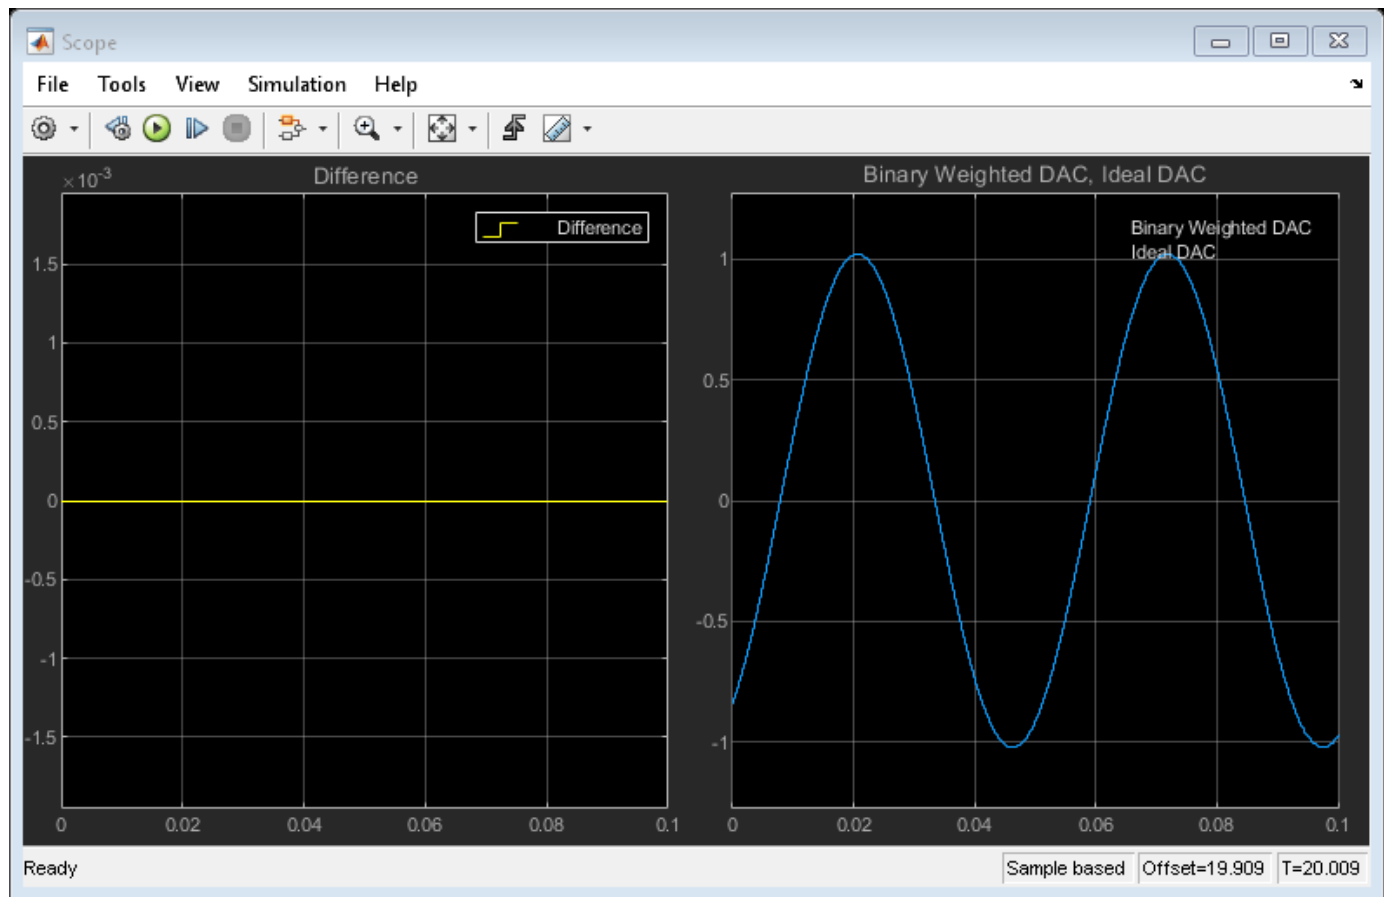 Scope
File Tools View Simulation Help
×10-3
Difference
Difference
1.5
1
0.5
0
-0.5
-1
-1.5
0 0.02 0.04 0.06 0.08 0.1
Binary Weighted DAC, Ideal DAC
Binary Weighted DAC
Ideal DAC
1
0.5
0
-0.5
-1
0 0.02 0.04 0.06 0.08 0.1
Ready Sample based Offset=19.909 T=20.009